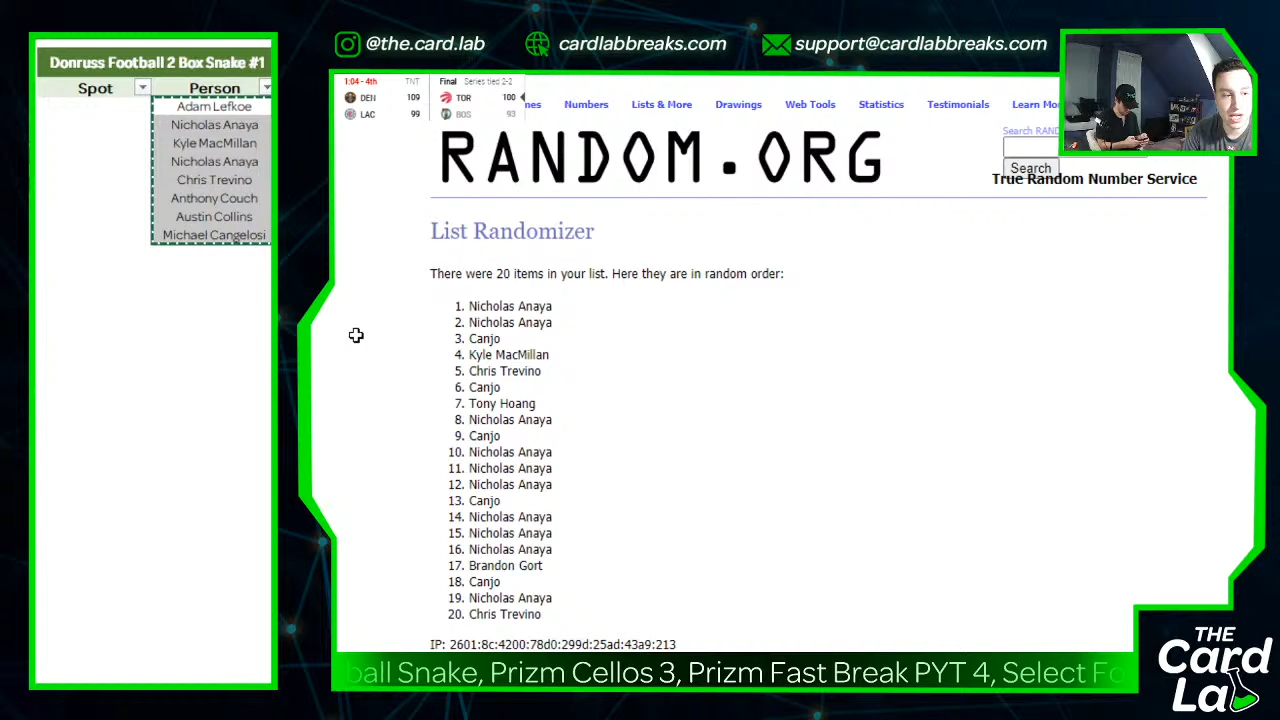 @the.card.lab
cardlabbreaks.com
support@cardlabbreaks.com
Donruss Football 2 Box Snake #1
Spot
Person
Adam Lefkoe
Nicholas Anaya
Kyle MacMillan
Nicholas Anaya
Chris Trevino
Anthony Couch
Austin Collins
Michael Cangelosi
1:04 - 4th TNT
DEN 109
LAC 99
Final Series tied 2-2
TOR 100
BOS 93
nes Numbers Lists & More Drawings Web Tools Statistics Testimonials Learn Mo
RANDOM.ORG
Search RAN
Search
True Random Number Service
List Randomizer
There were 20 items in your list. Here they are in random order:
1. Nicholas Anaya
2. Nicholas Anaya
3. Canjo
4. Kyle MacMillan
5. Chris Trevino
6. Canjo
7. Tony Hoang
8. Nicholas Anaya
9. Canjo
10. Nicholas Anaya
11. Nicholas Anaya
12. Nicholas Anaya
13. Canjo
14. Nicholas Anaya
15. Nicholas Anaya
16. Nicholas Anaya
17. Brandon Gort
18. Canjo
19. Nicholas Anaya
20. Chris Trevino
IP: 2601:8c:4200:78d0:299d:25ad:43a9:213
ball Snake, Prizm Cellos 3, Prizm Fast Break PYT 4, Select Fo
THE
Card
Lab